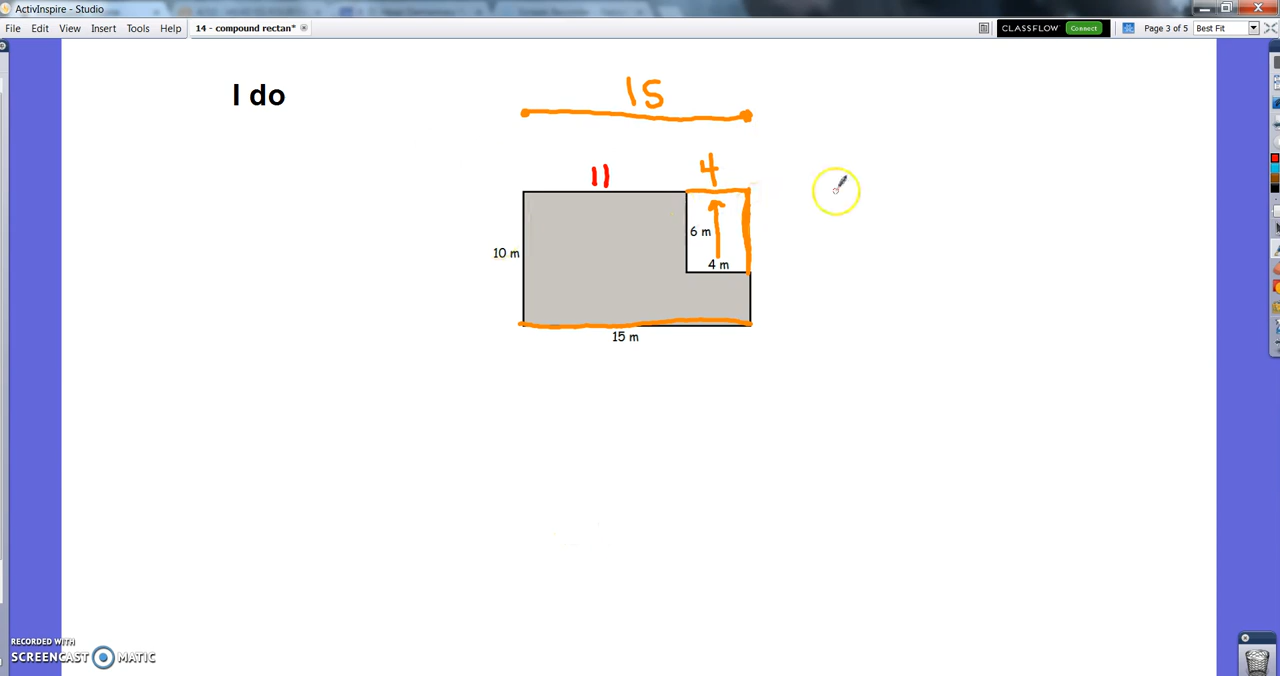 ActivInspire - Studio
File Edit View Insert Tools Help 14 - compound rectan* CLASSFLOW Connect Page 3 of 5 Best Fit
I do
15
11
4
6 m
10 m
4 m
15 m
RECORDED WITH
SCREENCAST MATIC